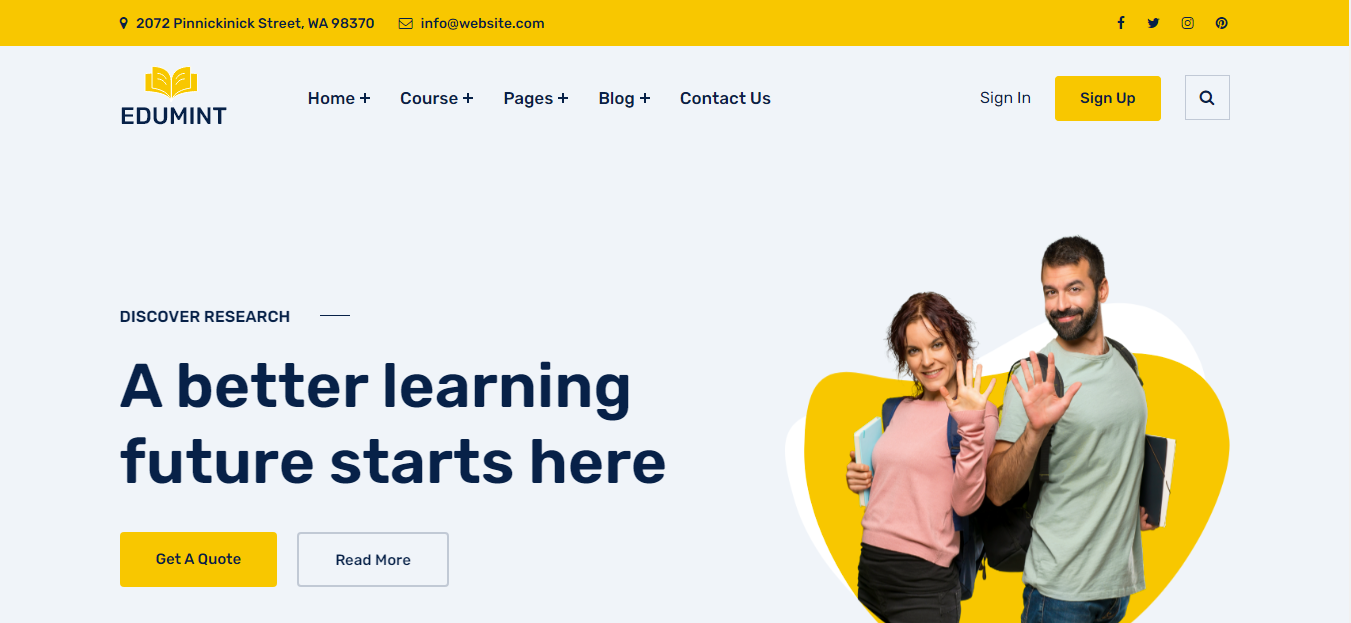 2072 Pinnickinick Street, WA 98370 info@website.com
EDUMINT
Home + Course + Pages + Blog + Contact Us Sign In Sign Up
DISCOVER RESEARCH
A better learning
future starts here
Get A Quote Read More